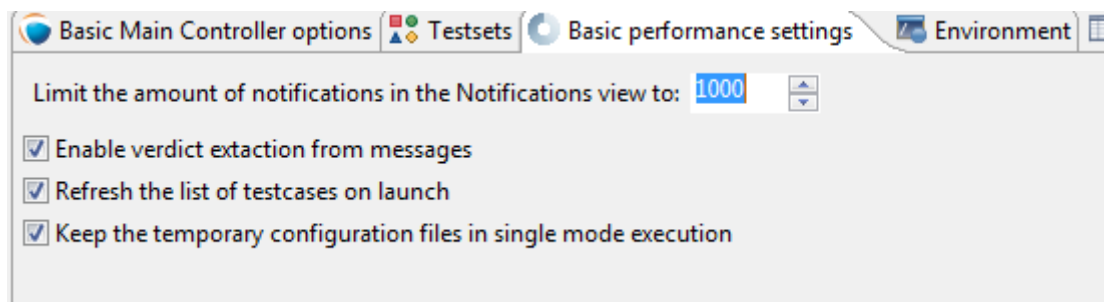 Basic Main Controller options Testsets Basic performance settings Environment
Limit the amount of notifications in the Notifications view to: 1000
Enable verdict extaction from messages
Refresh the list of testcases on launch
Keep the temporary configuration files in single mode execution